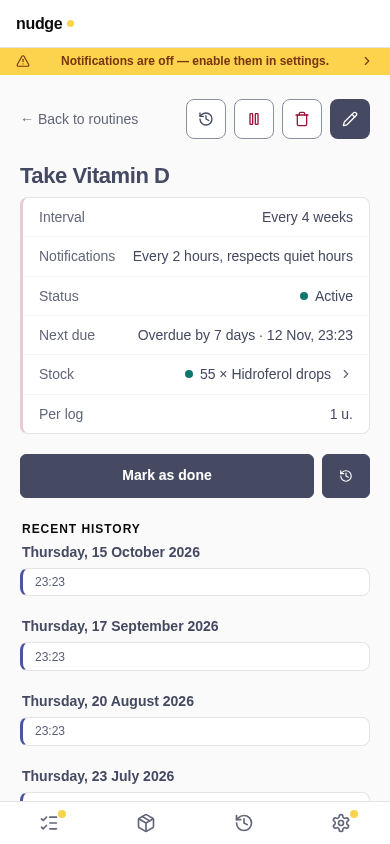 nudge
Notifications are off — enable them in settings.
← Back to routines
Take Vitamin D
Interval Every 4 weeks
Notifications Every 2 hours, respects quiet hours
Status Active
Next due Overdue by 7 days · 12 Nov, 23:23
Stock 55 × Hidroferol drops
Per log 1 u.
Mark as done
RECENT HISTORY
Thursday, 15 October 2026
23:23
Thursday, 17 September 2026
23:23
Thursday, 20 August 2026
23:23
Thursday, 23 July 2026